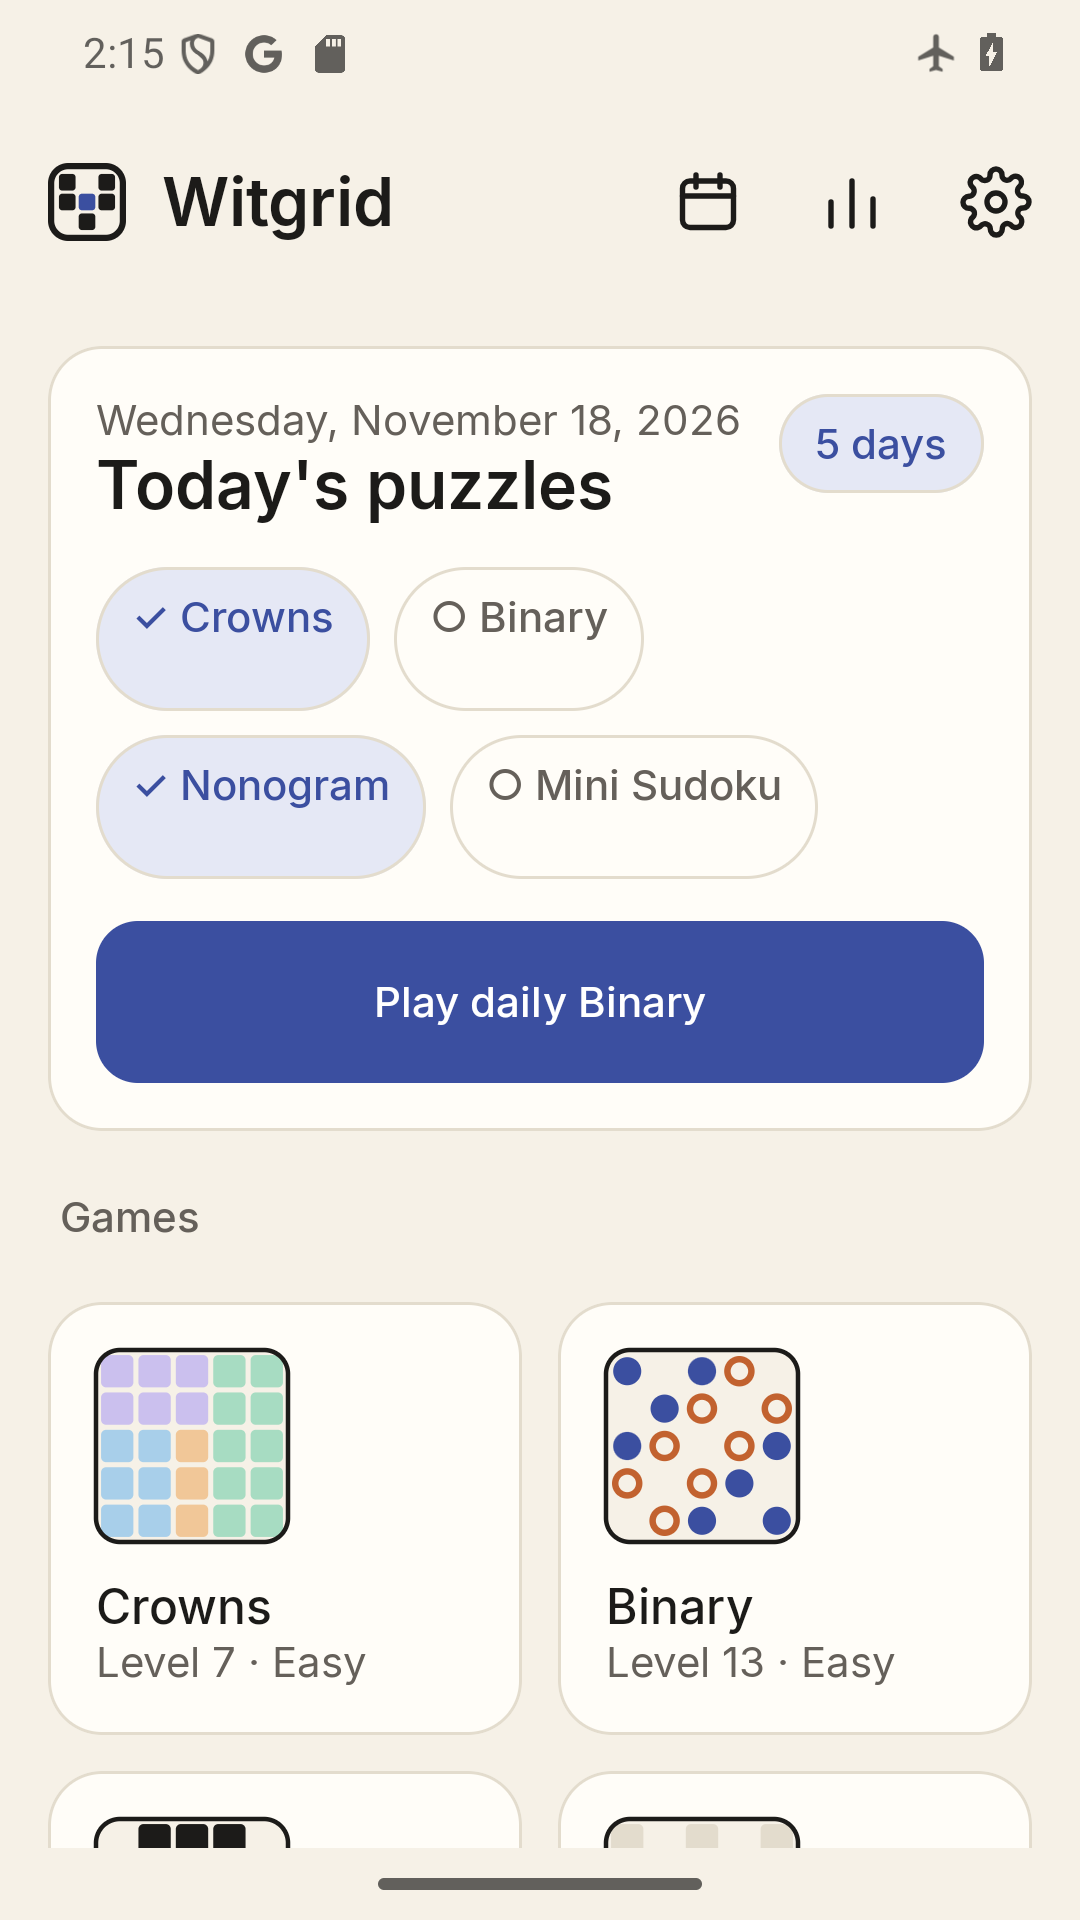 2:15
Witgrid
Wednesday, November 18, 2026
5 days
Today's puzzles
Crowns
Binary
Nonogram
Mini Sudoku
Play daily Binary
Games
Crowns
Level 7 · Easy
Binary
Level 13 · Easy